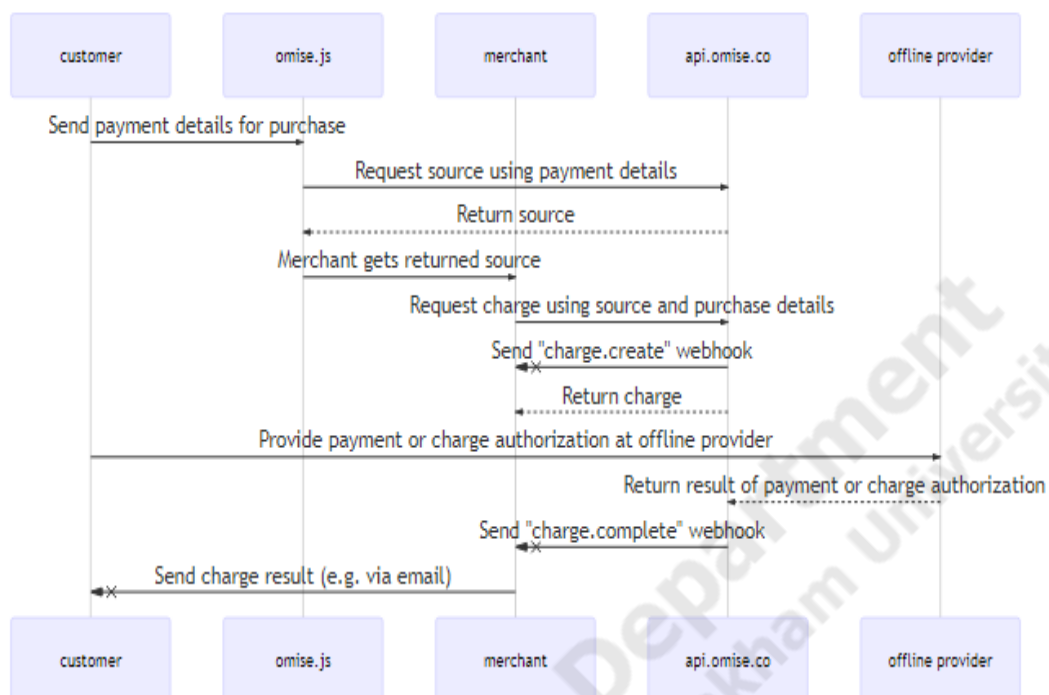 customer
omise.js
merchant
api.omise.co
offline provider
Send payment details for purchase
Request source using payment details
Return source
Merchant gets returned source
Request charge using source and purchase details
Send "charge.create" webhook
Return charge
Provide payment or charge authorization at offline provider
Return result of payment or charge authorization
Send "charge.complete" webhook
Send charge result (e.g. via email)
customer
omise.js
merchant
api.omise.co
offline provider
Department